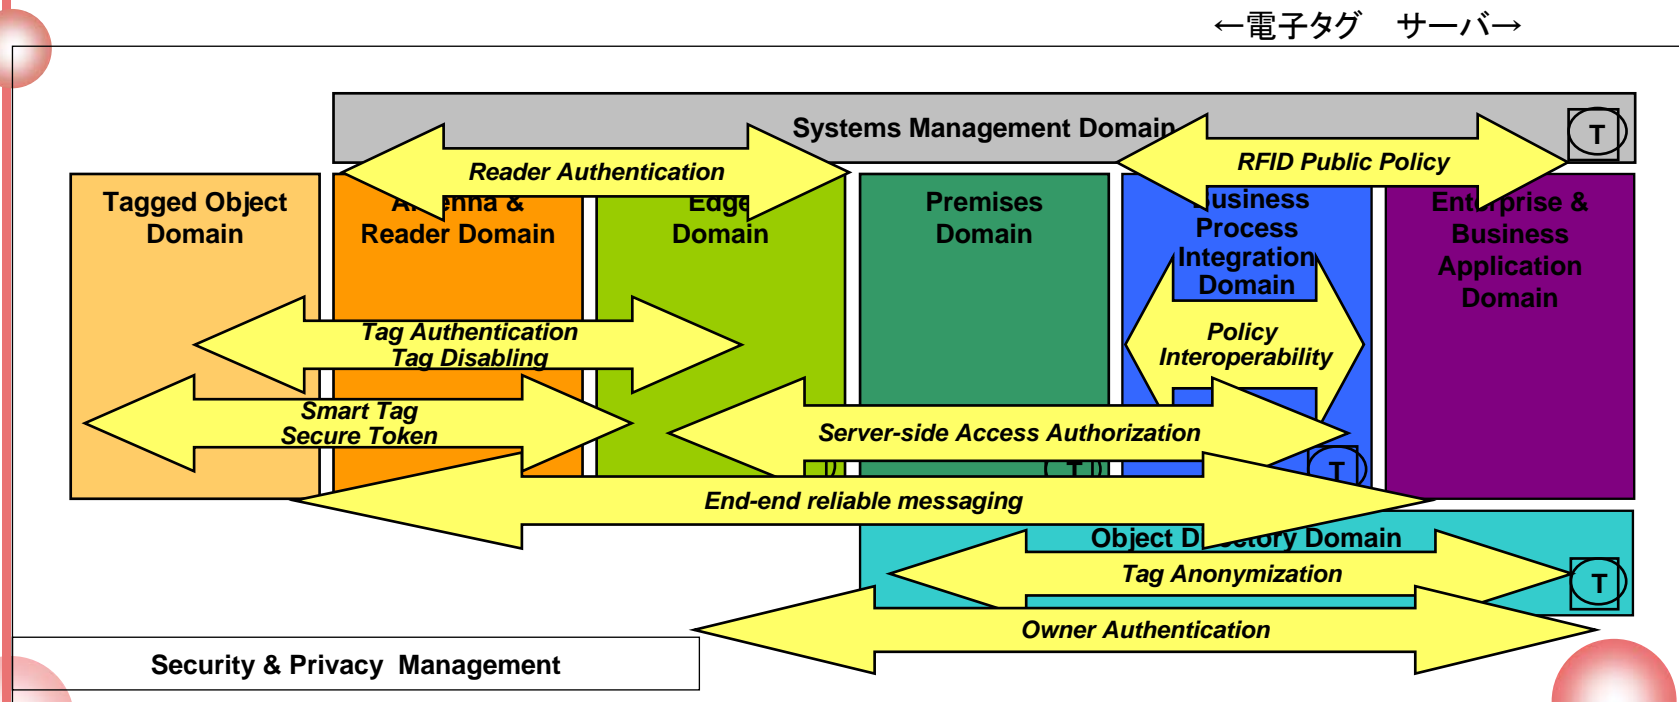 ←電子タグ　サーバ→
Systems Management Domain
T
Reader Authentication
RFID Public Policy
Tagged Object
Domain
&
Reader Domain
Edge
Domain
Premises
Domain
Business
Process
Integration
Domain
Enterprise &
Business
Application
Domain
Tag Authentication
Tag Disabling
Policy
Interoperability
Smart Tag
Secure Token
Server-side Access Authorization
T
T
End-end reliable messaging
Object Directory Domain
Tag Anonymization
T
Owner Authentication
Security & Privacy Management